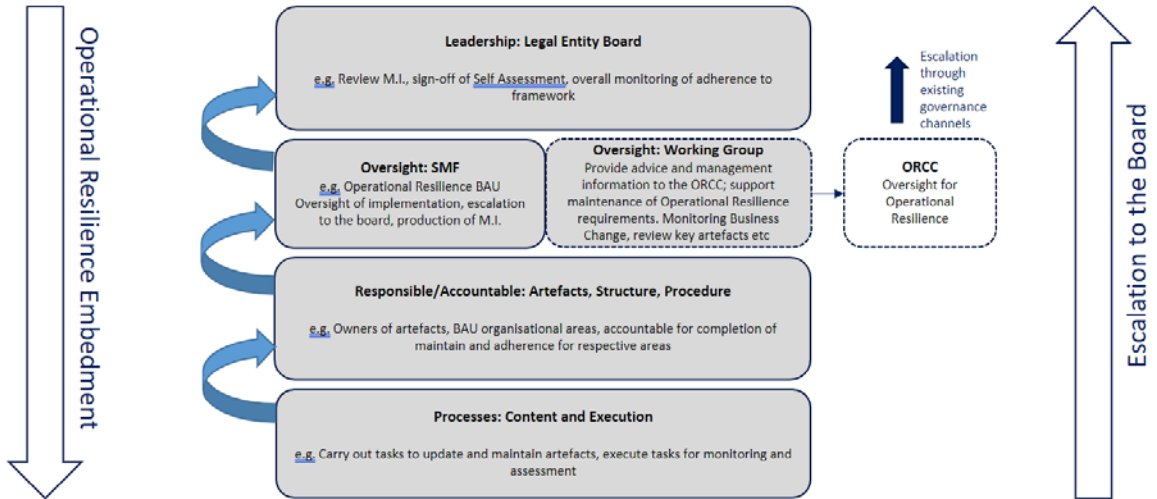 Operational Resilience Embedment
Leadership: Legal Entity Board
e.g. Review M.I., sign-off of Self Assessment, overall monitoring of adherence to
framework
Escalation
through
existing
governance
channels
Oversight: SMF
e.g. Operational Resilience BAU
Oversight of implementation, escalation
to the board, production of M.I.
Oversight: Working Group
Provide advice and management
information to the ORCC; support
maintenance of Operational Resilience
requirements. Monitoring Business
Change, review key artefacts etc
ORCC
Oversight for
Operational
Resilience
Responsible/Accountable: Artefacts, Structure, Procedure
e.g. Owners of artefacts, BAU organisational areas, accountable for completion of
maintain and adherence for respective areas
Processes: Content and Execution
e.g. Carry out tasks to update and maintain artefacts, execute tasks for monitoring and
assessment
Escalation to the Board